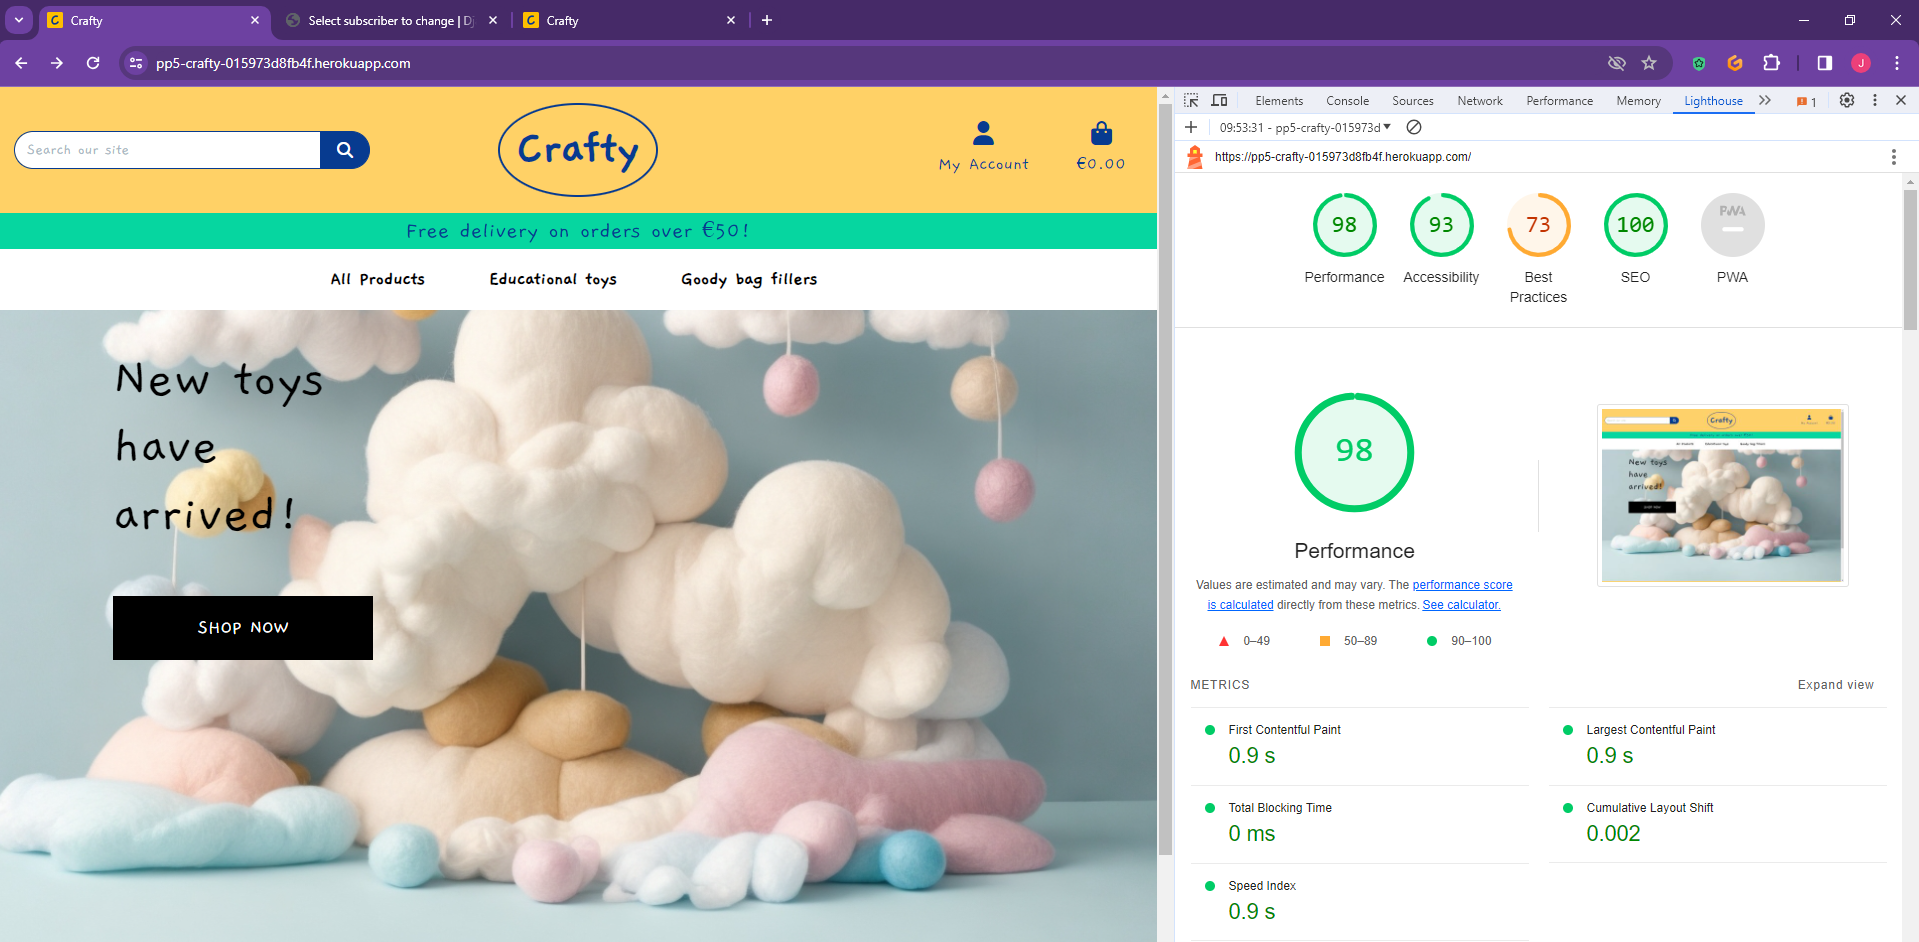 Crafty
Select subscriber to change | Dj
Crafty
pp5-crafty-015973d8fb4f.herokuapp.com
J
Search our site
Crafty
My Account
€0.00
Free delivery on orders over €50!
All Products Educational toys Goody bag fillers
New toys
have
arrived!
SHOP NOW
Elements Console Sources Network Performance Memory Lighthouse 1
09:53:31 - pp5-crafty-015973d
https://pp5-crafty-015973d8fb4f.herokuapp.com/
98 93 73 100 PWA
Performance Accessibility Best Practices SEO PWA
98
Performance
Values are estimated and may vary. The performance score
is calculated directly from these metrics. See calculator.
0–49 50–89 90–100
Crafty
New toys
have
arrived!
METRICS Expand view
First Contentful Paint
0.9 s
Largest Contentful Paint
0.9 s
Total Blocking Time
0 ms
Cumulative Layout Shift
0.002
Speed Index
0.9 s